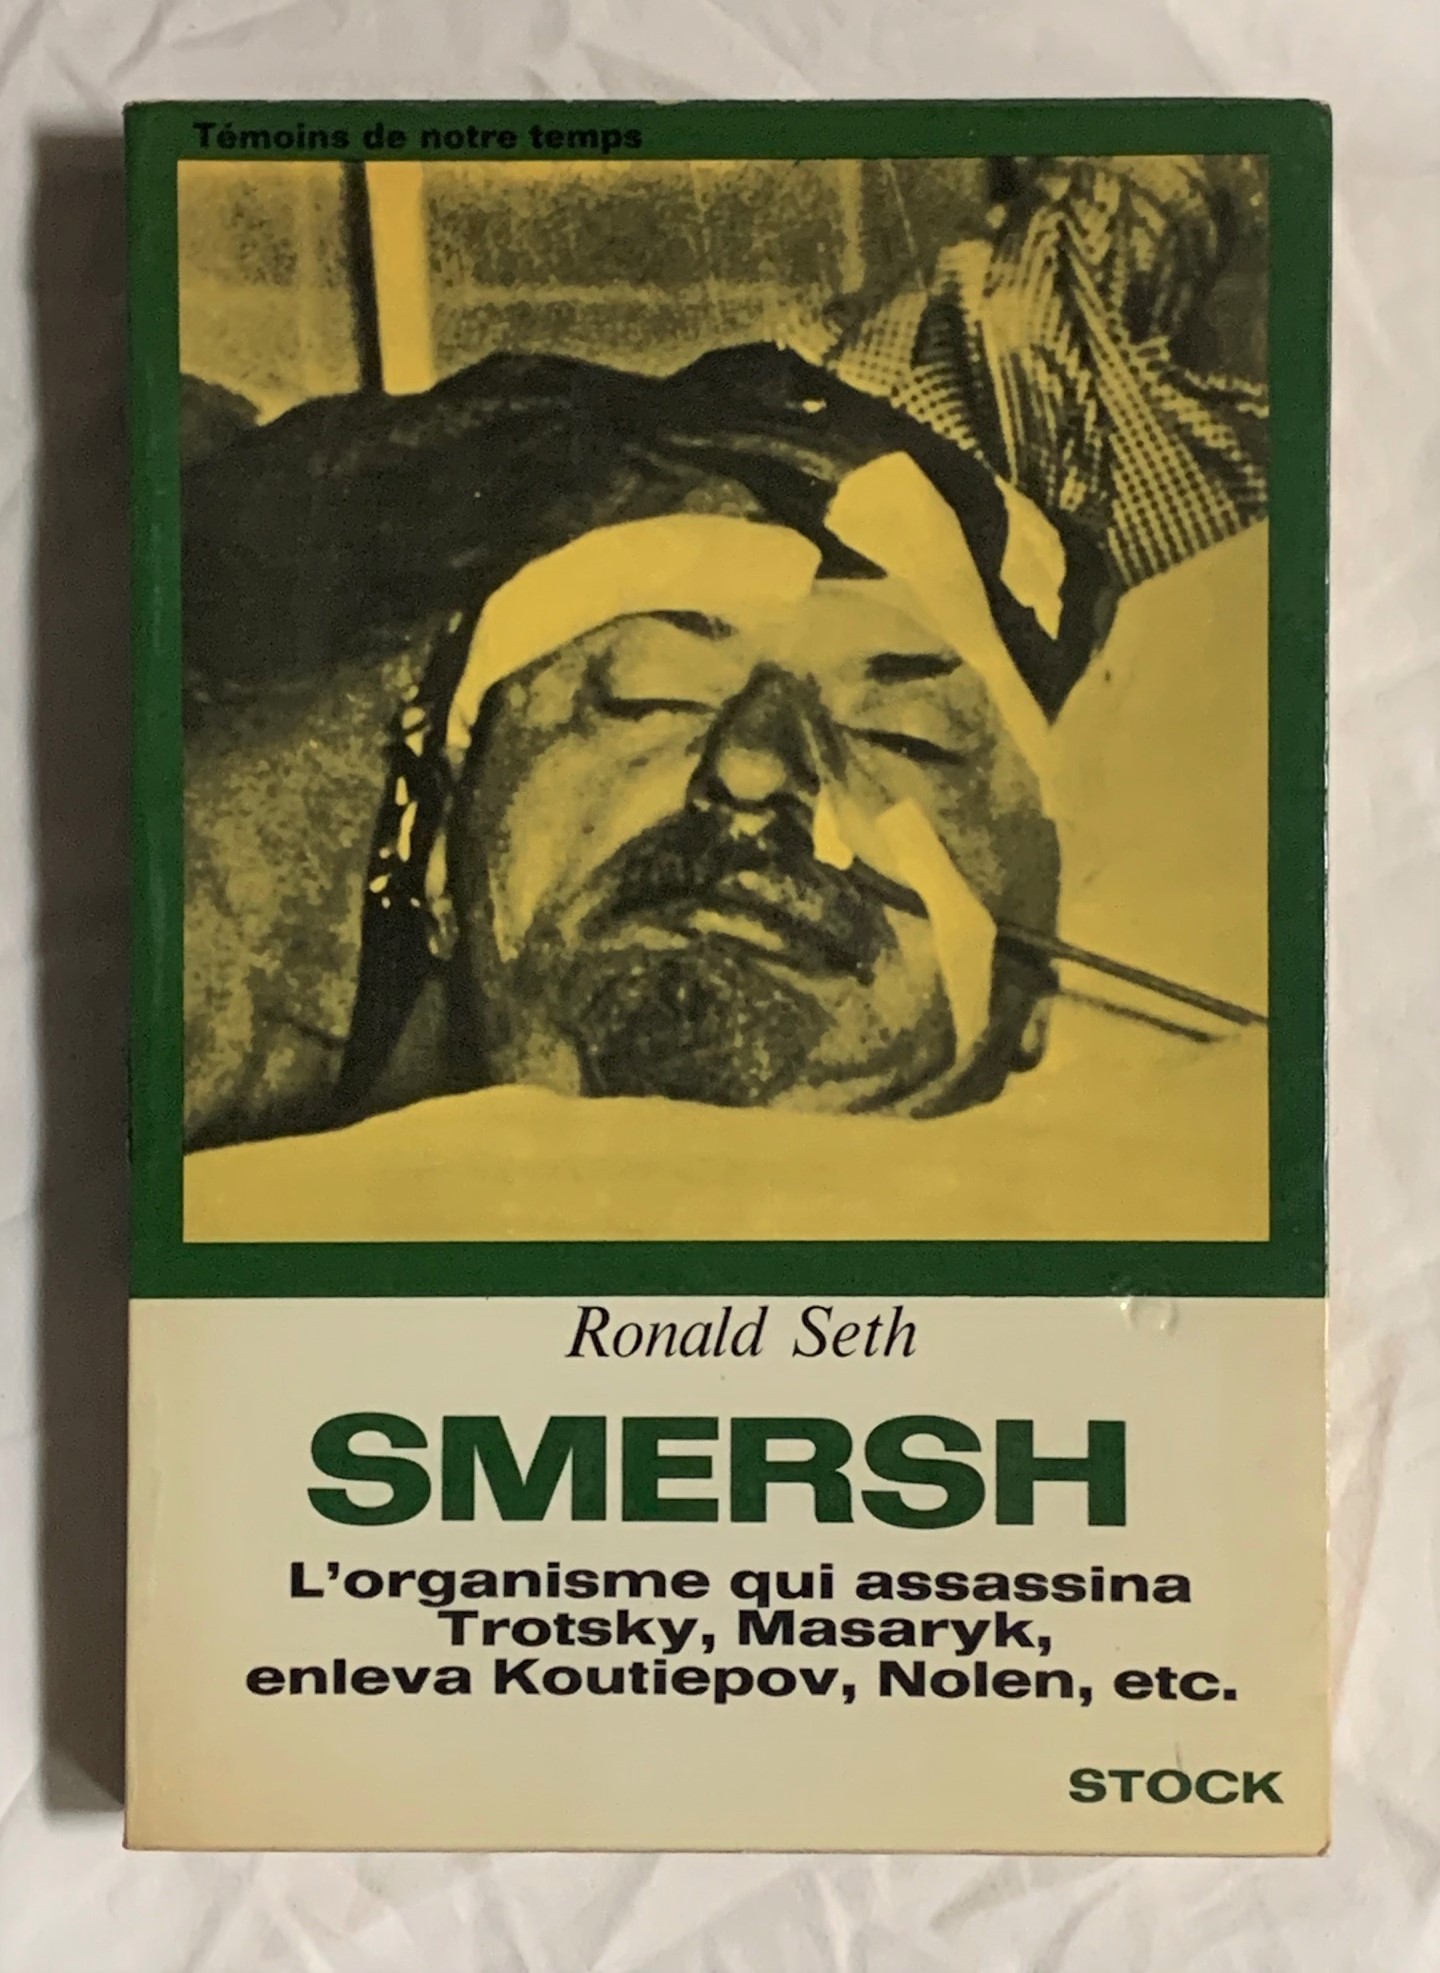 Témoins de notre temps
Ronald Seth
SMERSH
L'organisme qui assassina
Trotsky, Masaryk,
enleva Koutiepov, Nolen, etc.
STOCK